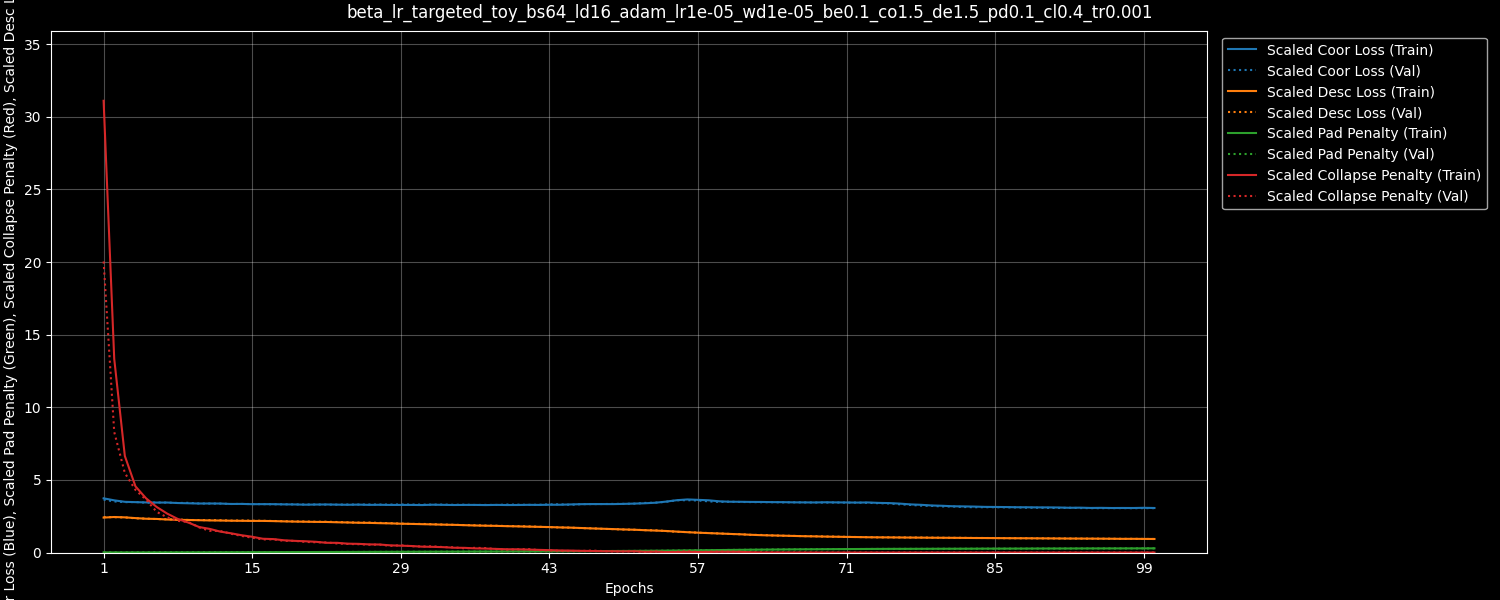 beta_lr_targeted_toy_bs64_ld16_adam_lr1e-05_wd1e-05_be0.1_co1.5_de1.5_pd0.1_cl0.4_tr0.001
r Loss (Blue), Scaled Pad Penalty (Green), Scaled Collapse Penalty (Red), Scaled Desc L
35
30
25
20
15
10
5
0
1
15
29
43
57
71
85
99
Epochs
Scaled Coor Loss (Train)
Scaled Coor Loss (Val)
Scaled Desc Loss (Train)
Scaled Desc Loss (Val)
Scaled Pad Penalty (Train)
Scaled Pad Penalty (Val)
Scaled Collapse Penalty (Train)
Scaled Collapse Penalty (Val)